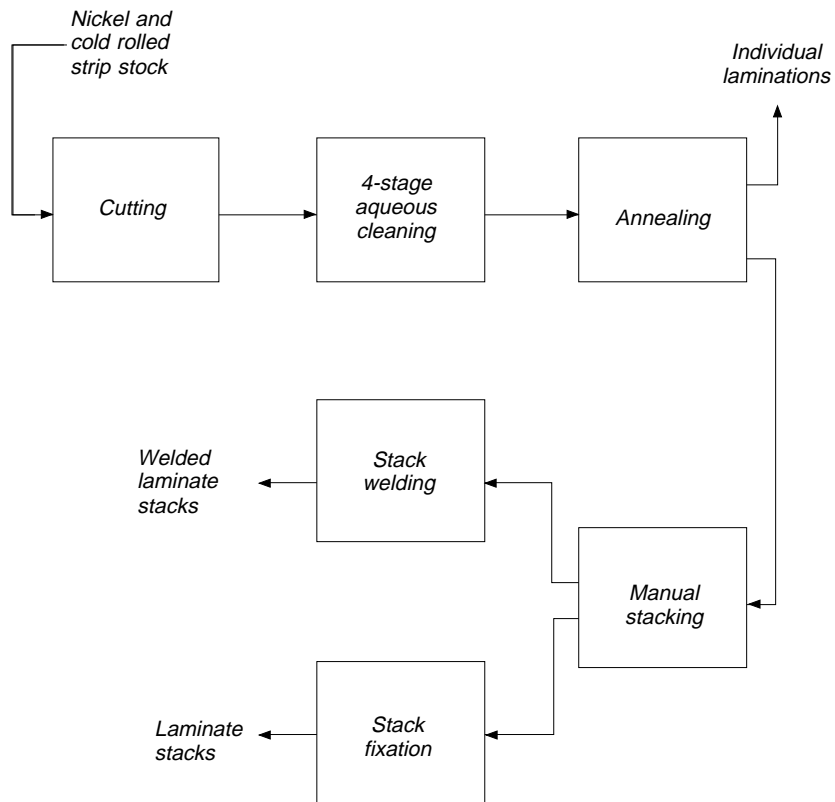 Nickel and
cold rolled
strip stock
Individual
laminations
Cutting
4-stage
aqueous
cleaning
Annealing
Welded
laminate
stacks
Stack
welding
Manual
stacking
Laminate
stacks
Stack
fixation